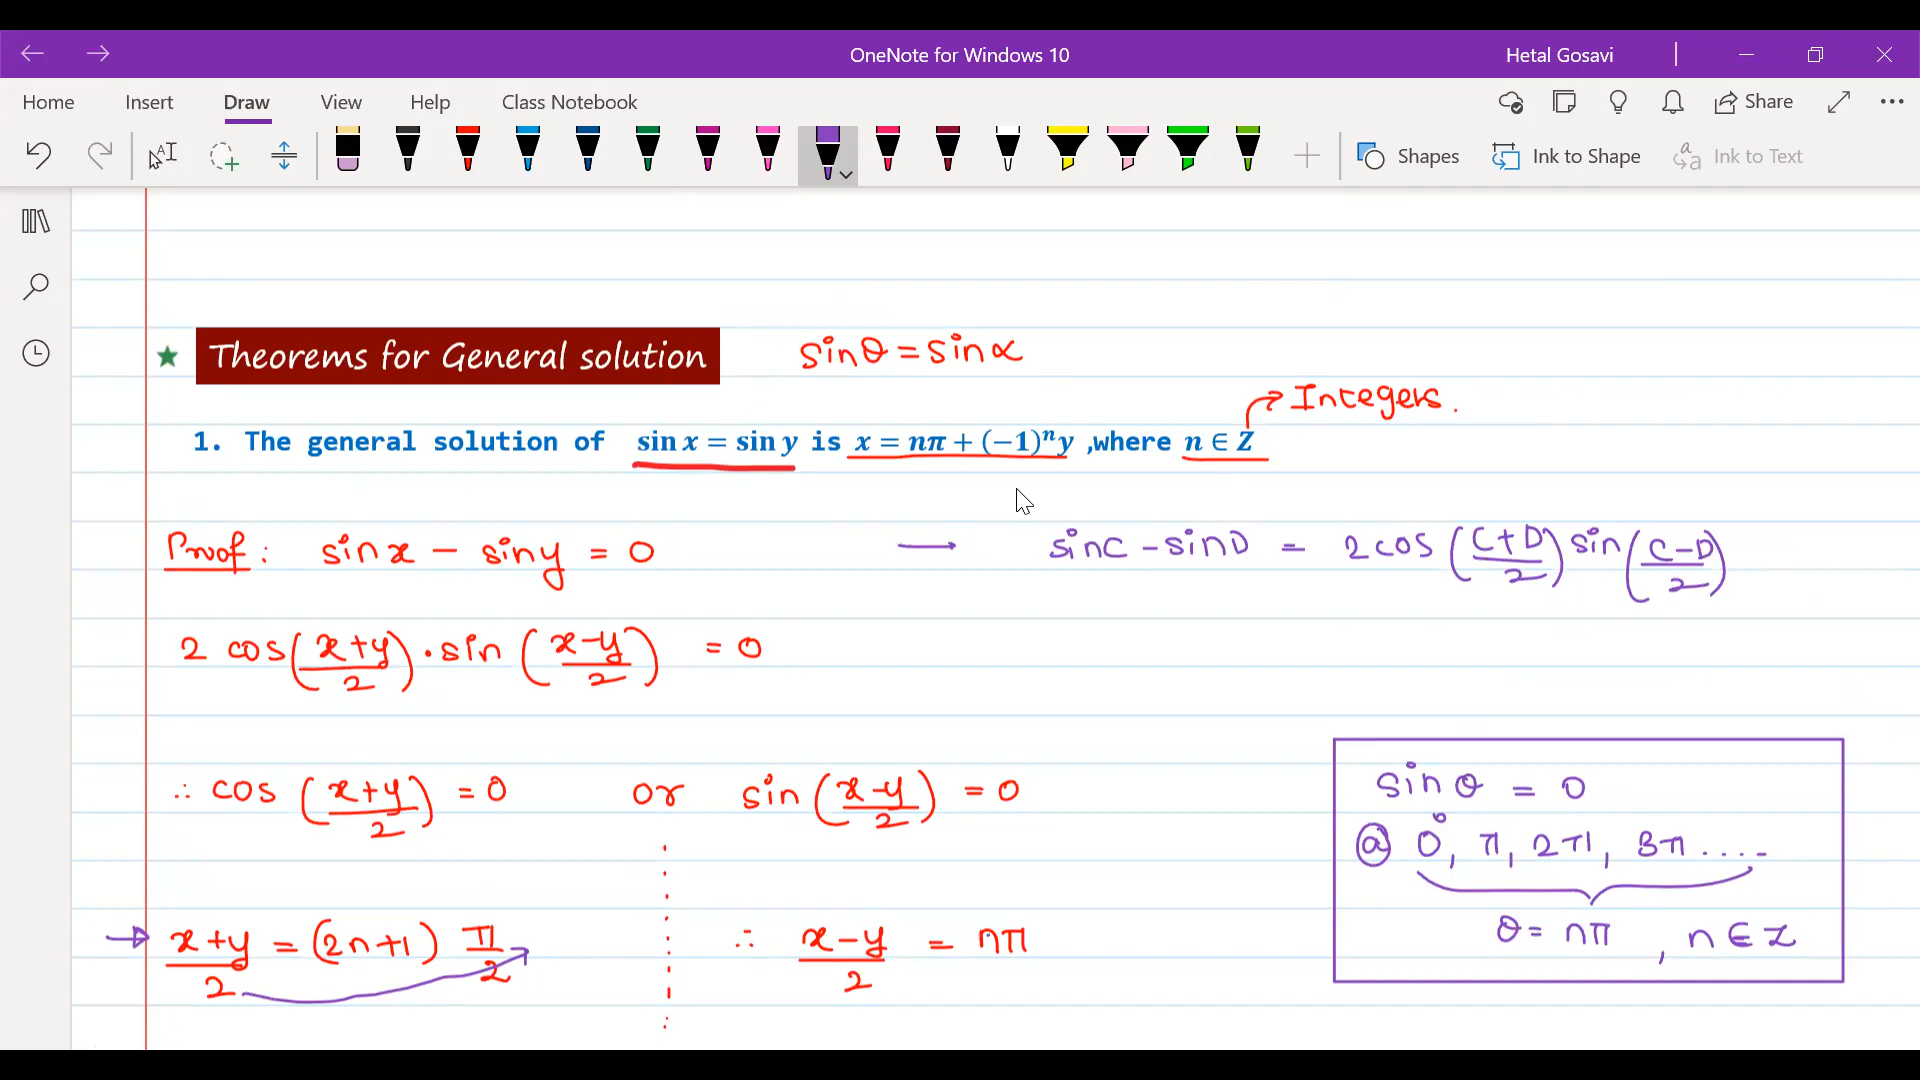 OneNote for Windows 10
Hetal Gosavi
Home Insert Draw View Help Class Notebook
Share
Shapes Ink to Shape Ink to Text
Theorems for General solution
sinθ = sin∝
Integers.
1. The general solution of sin x = sin y is x = nπ + (−1)ⁿy ,where n ∈ Z
Proof : sinx − siny = 0
→ sinC − sinD = 2cos((C+D)/2) sin((C−D)/2)
2 cos((x+y)/2) · sin((x−y)/2) = 0
∴ cos((x+y)/2) = 0 or sin((x−y)/2) = 0
sinθ = 0
@ 0°, π, 2π, 3π ....
θ = nπ , n ∈ Z
→ (x+y)/2 = (2n+1) π/2
∴ (x−y)/2 = nπ